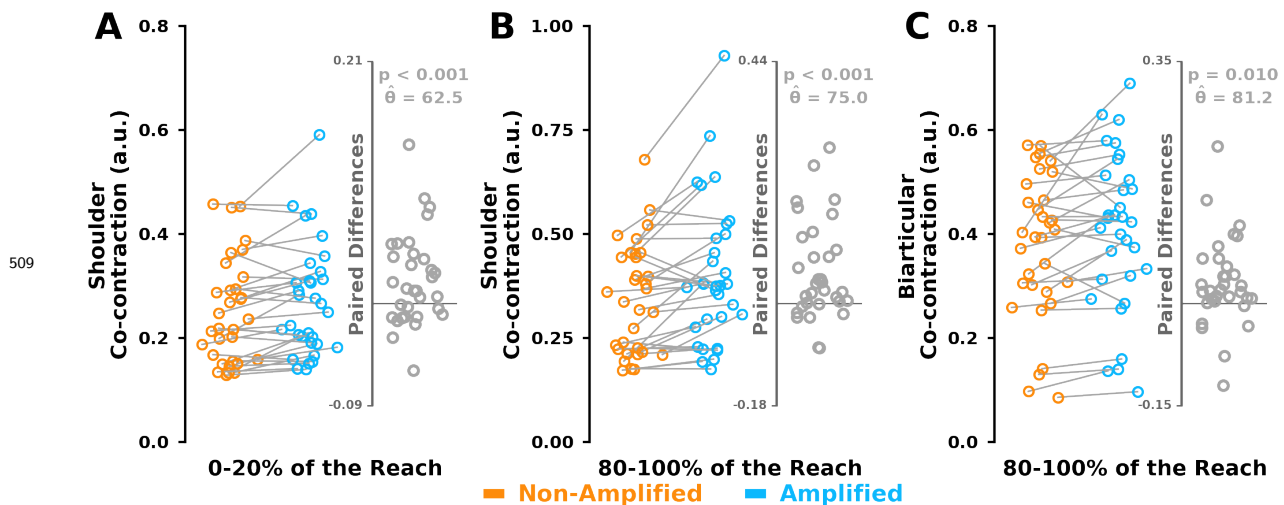 509
A
Shoulder
Co-contraction (a.u.)
0.8
0.6
0.4
0.2
0.0
0-20% of the Reach
Paired Differences
0.21
-0.09
p < 0.001
θ̂ = 62.5
B
Shoulder
Co-contraction (a.u.)
1.00
0.75
0.50
0.25
0.00
80-100% of the Reach
Paired Differences
0.44
-0.18
p < 0.001
θ̂ = 75.0
C
Biarticular
Co-contraction (a.u.)
0.8
0.6
0.4
0.2
0.0
80-100% of the Reach
Paired Differences
0.35
-0.15
p = 0.010
θ̂ = 81.2
Non-Amplified
Amplified